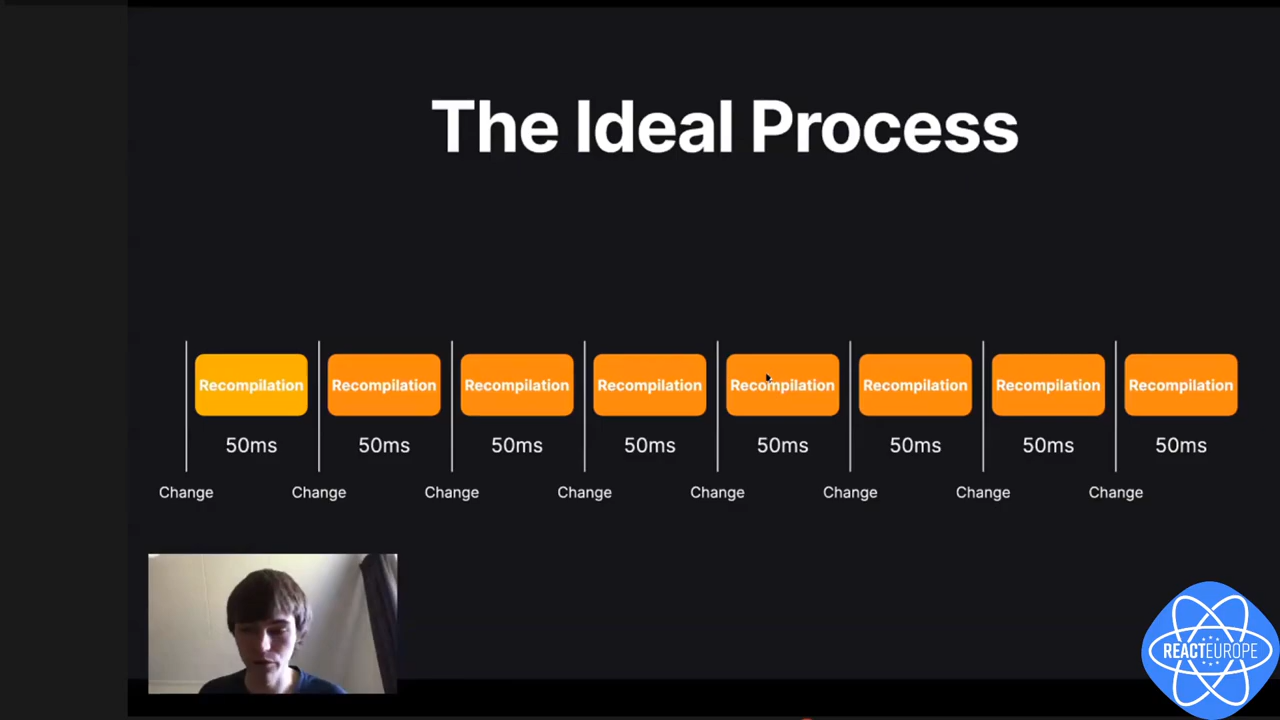 The Ideal Process
Recompilation Recompilation Recompilation Recompilation Recompilation Recompilation Recompilation Recompilation
50ms 50ms 50ms 50ms 50ms 50ms 50ms 50ms
Change Change Change Change Change Change Change Change
REACTEUROPE